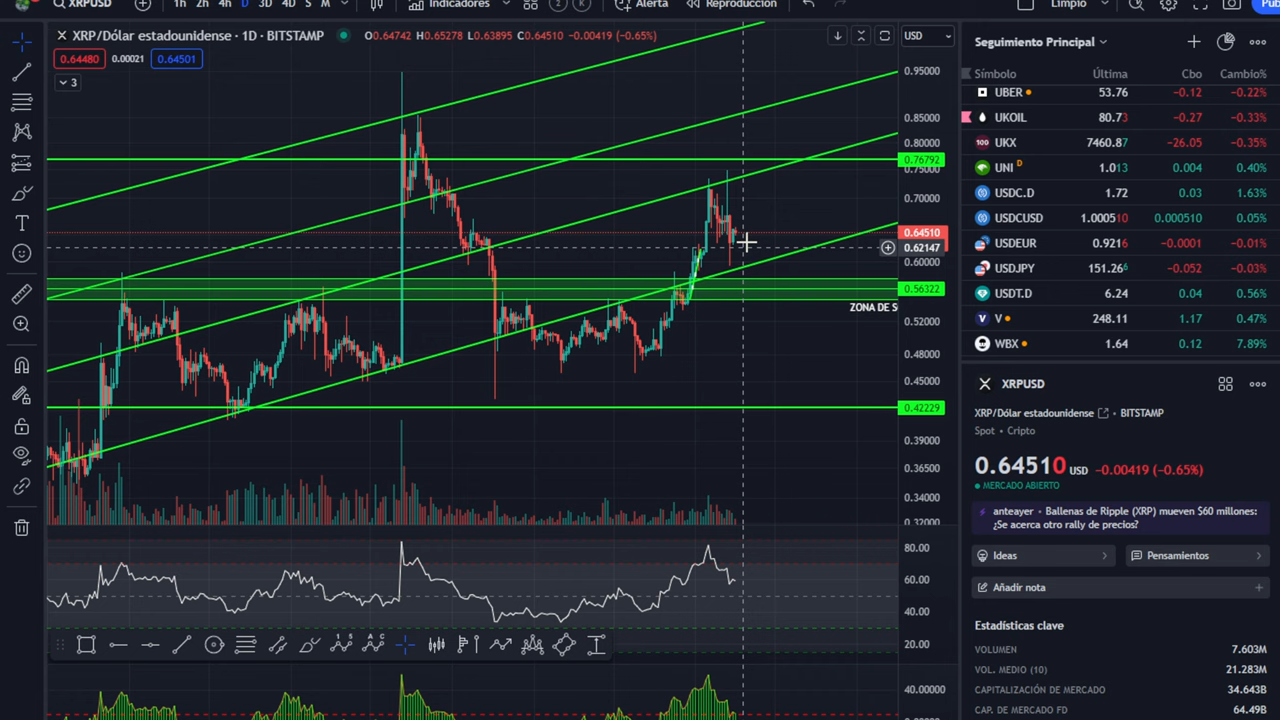 XRPUSD 1h 2h 4h D 3D 4D S M Indicadores Alerta Reproducción Limpio
XRP/Dólar estadounidense · 1D · BITSTAMP O0.64742 H0.65278 L0.63895 C0.64510 −0.00419 (−0.65%) USD
0.64480 0.00021 0.64501
3
0.95000
0.85000
0.80000
0.76792
0.75000
0.70000
0.64510
0.62147
0.60000
0.56322
ZONA DE S
0.52000
0.48000
0.45000
0.42229
0.39000
0.36500
0.34000
0.32000
80.00
60.00
40.00
20.00
40.00000
Seguimiento Principal
Símbolo Última Cbo Cambio%
UBER 53.76 −0.12 −0.22%
UKOIL 80.73 −0.27 −0.33%
UKX 7460.87 −26.05 −0.35%
UNI D 1.013 0.004 0.40%
USDC.D 1.72 0.03 1.63%
USDCUSD 1.000510 0.000510 0.05%
USDEUR 0.9216 −0.0001 −0.01%
USDJPY 151.266 −0.052 −0.03%
USDT.D 6.24 0.04 0.56%
V 248.11 1.17 0.47%
WBX 1.64 0.12 7.89%
XRPUSD
XRP/Dólar estadounidense · BITSTAMP
Spot · Cripto
0.64510 USD −0.00419 (−0.65%)
MERCADO ABIERTO
anteayer · Ballenas de Ripple (XRP) mueven $60 millones:
¿Se acerca otro rally de precios?
Ideas
Pensamientos
Añadir nota
Estadísticas clave
VOLUMEN 7.603M
VOL. MEDIO (10) 21.283M
CAPITALIZACIÓN DE MERCADO 34.643B
CAP. DE MERCADO FD 64.49B